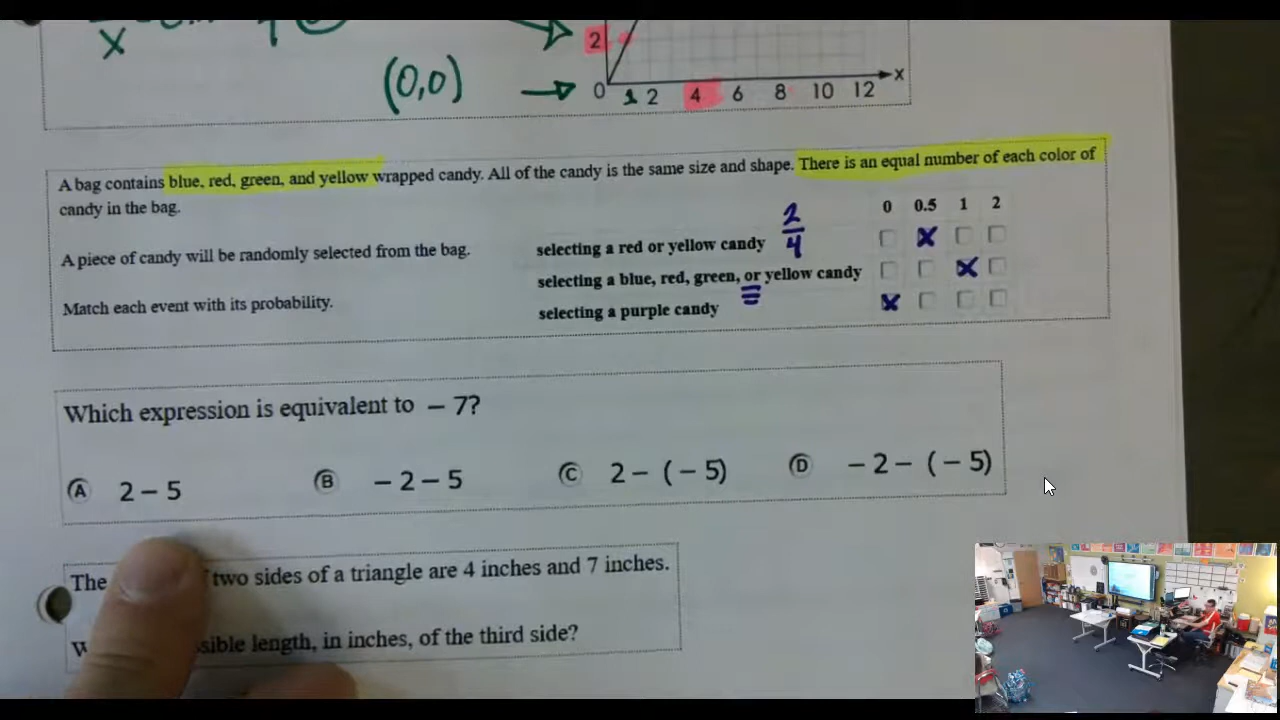 x
(0,0)
2
0 1 2 4 6 8 10 12 x
A bag contains blue, red, green, and yellow wrapped candy. All of the candy is the same size and shape. There is an equal number of each color of
candy in the bag.
0 0.5 1 2
A piece of candy will be randomly selected from the bag.
selecting a red or yellow candy 2/4
selecting a blue, red, green, or yellow candy
Match each event with its probability.
selecting a purple candy
Which expression is equivalent to − 7?
A 2 − 5 B − 2 − 5 C 2 − ( − 5) D − 2 − ( − 5)
The two sides of a triangle are 4 inches and 7 inches.
length, in inches, of the third side?